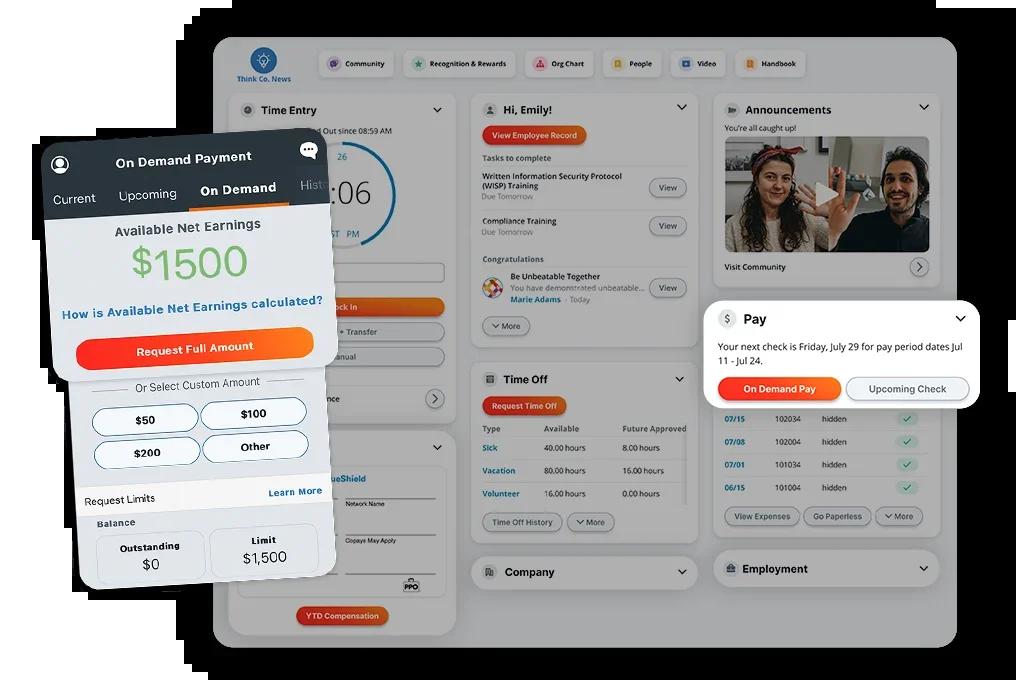 Think Co. News
Community
Recognition & Rewards
Org Chart
People
Video
Handbook
On Demand Payment
Current
Upcoming
On Demand
Available Net Earnings
$1500
How is Available Net Earnings calculated?
Request Full Amount
Or Select Custom Amount
$50
$100
$200
Other
Request Limits
Learn More
Balance
Outstanding
$0
Limit
$1,500
Time Entry
Out since 08:59 AM
26
:06
PM
+ Transfer
Network Name
Copays May Apply
PPO
YTD Compensation
Hi, Emily!
View Employee Record
Tasks to complete
Written Information Security Protocol
(WISP) Training
Due Tomorrow
View
Compliance Training
Due Tomorrow
View
Congratulations
Be Unbeatable Together
You have demonstrated unbeatable...
Marie Adams · Today
View
More
Time Off
Request Time Off
Type Available Future Approved
Sick 40.00 hours 8.00 hours
Vacation 80.00 hours 16.00 hours
Volunteer 16.00 hours 0.00 hours
Time Off History
More
Company
Announcements
You're all caught up!
Visit Community
$ Pay
Your next check is Friday, July 29 for pay period dates Jul
11 - Jul 24.
On Demand Pay
Upcoming Check
07/15 102034 hidden
07/08 102004 hidden
07/01 101034 hidden
06/15 101004 hidden
View Expenses
Go Paperless
More
Employment